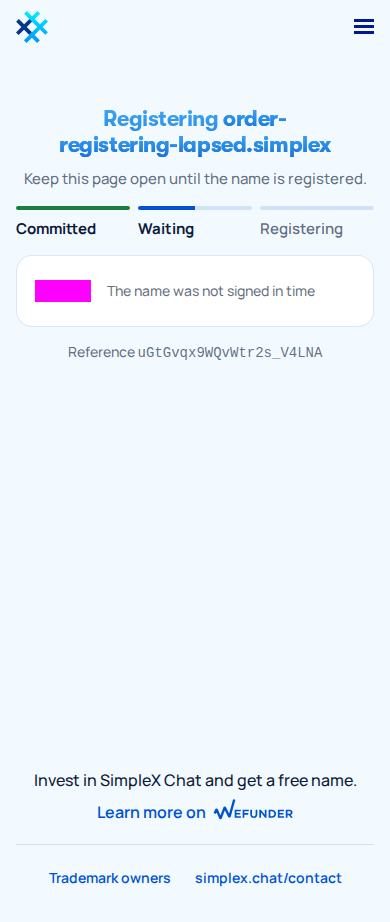 Registering order-
registering-lapsed.simplex
Keep this page open until the name is registered.
Committed
Waiting
Registering
The name was not signed in time
Reference uGtGvqx9WQvWtr2s_V4LNA
Invest in SimpleX Chat and get a free name.
Learn more on WEFUNDER
Trademark owners
simplex.chat/contact